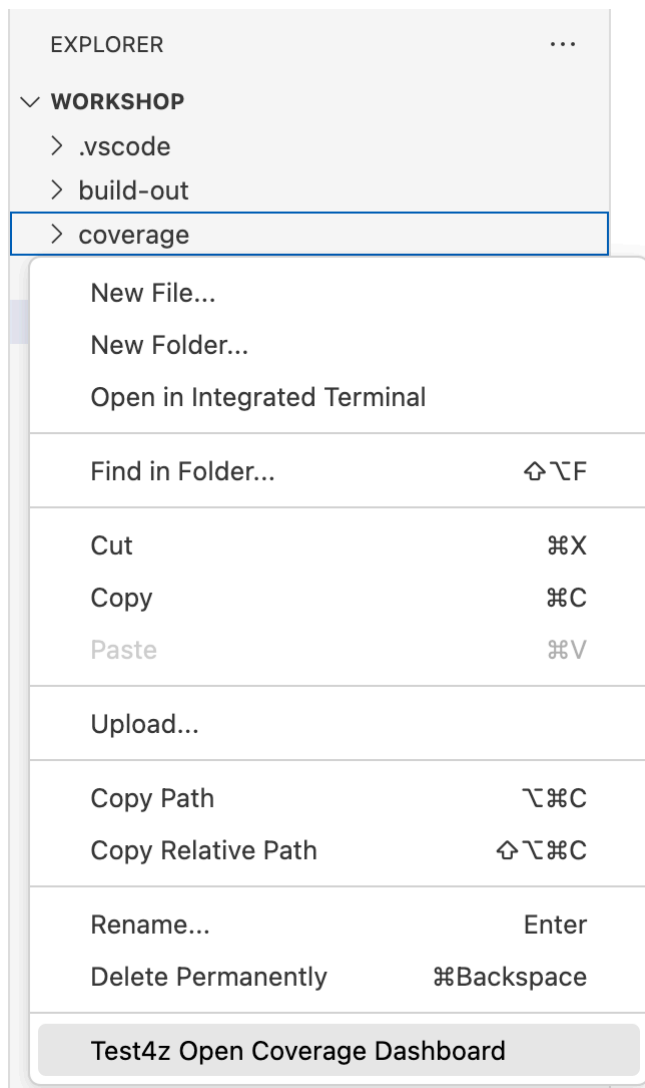 EXPLORER ...
WORKSHOP
.vscode
build-out
coverage
New File...
New Folder...
Open in Integrated Terminal
Find in Folder... ⇧⌥F
Cut ⌘X
Copy ⌘C
Paste ⌘V
Upload...
Copy Path ⌥⌘C
Copy Relative Path ⇧⌥⌘C
Rename... Enter
Delete Permanently ⌘Backspace
Test4z Open Coverage Dashboard